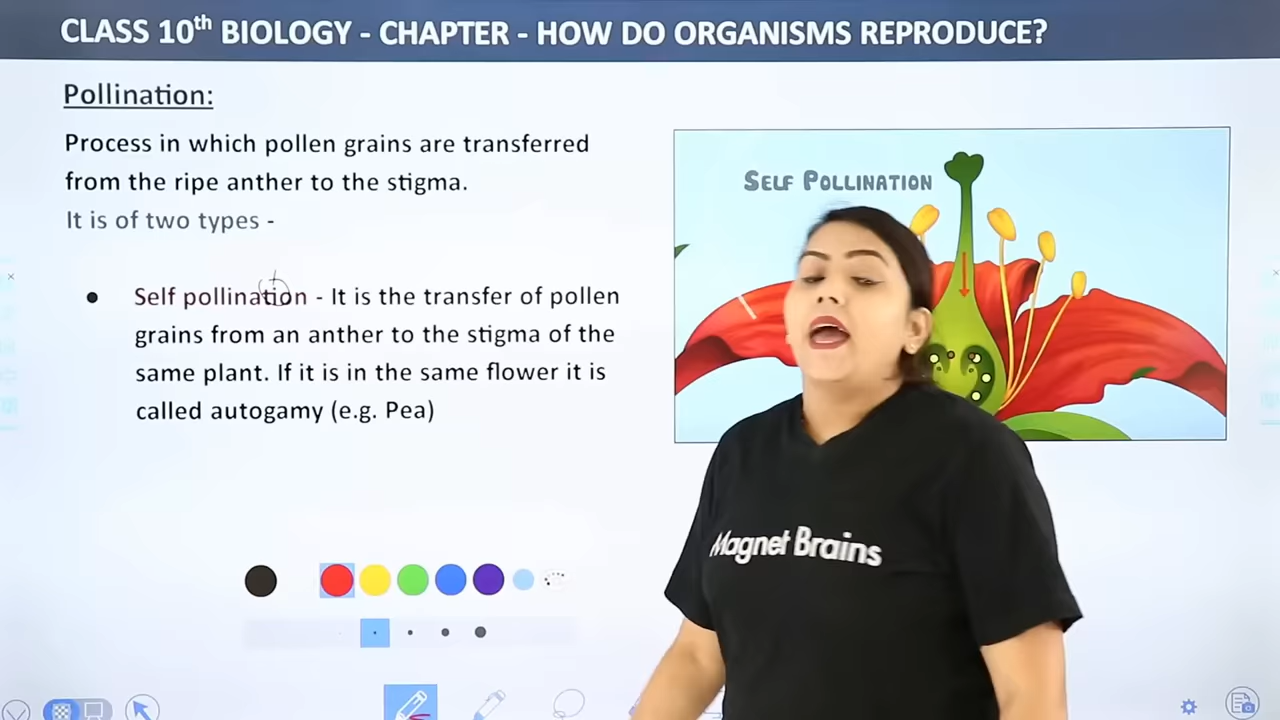 CLASS 10th BIOLOGY - CHAPTER - HOW DO ORGANISMS REPRODUCE?
Pollination:
Process in which pollen grains are transferred
from the ripe anther to the stigma.
It is of two types -
● Self pollination - It is the transfer of pollen
grains from an anther to the stigma of the
same plant. If it is in the same flower it is
called autogamy (e.g. Pea)
SELF POLLINATION
Magnet Brains